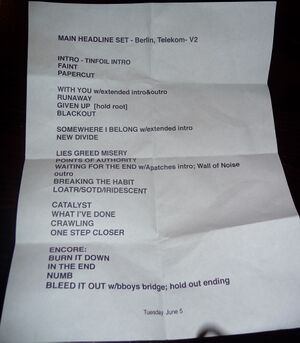 MAIN HEADLINE SET - Berlin, Telekom- V2
INTRO - TINFOIL INTRO
FAINT
PAPERCUT
WITH YOU w/extended intro&outro
RUNAWAY
GIVEN UP [hold root]
BLACKOUT
SOMEWHERE I BELONG w/extended intro
NEW DIVIDE
LIES GREED MISERY
POINTS OF AUTHORITY
WAITING FOR THE END w/Apatches intro; Wall of Noise
outro
BREAKING THE HABIT
LOATR/SOTD/IRIDESCENT
CATALYST
WHAT I'VE DONE
CRAWLING
ONE STEP CLOSER
ENCORE:
BURN IT DOWN
IN THE END
NUMB
BLEED IT OUT w/bboys bridge; hold out ending
Tuesday June 5